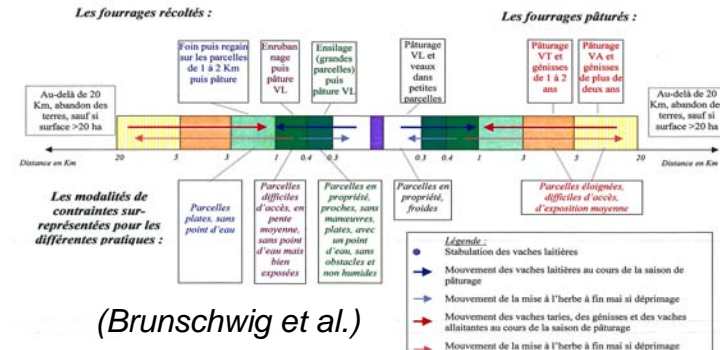 Les fourrages récoltés :
Les fourrages pâturés :
Foin puis regain
sur les parcelles
de 1 à 2 Km
puis pâture
Enruban
nage
puis
pâture
VL
Ensilage
(grandes
parcelles)
puis
pâture VL
Pâturage
VL et
veaux
dans
petites
parcelles
Pâturage
VT et
génisses
de 1 à 2
ans
Pâturage
VA et
génisses
de plus de
deux ans
Au-delà de 20
Km, abandon des
terres, sauf si
surface >20 ha
Au-delà de 20
Km, abandon des
terres, sauf si
surface >20 ha
Distance en Km
20
3
3
1
0.4
0.3
0.3
0.4
1
3
3
20
Distance en Km
Les modalités de
contraintes sur-
représentées pour les
différentes pratiques :
Parcelles
plates, sans
point d'eau
Parcelles
difficiles
d'accès, en
pente
moyenne,
sans point
d'eau mais
bien
exposées
Parcelles en
propriété,
proches, sans
manœuvres,
plates, avec
un point
d'eau, sans
obstacles et
non humides
Parcelles en
propriété,
froides
Parcelles éloignées,
difficiles d'accès,
d'exposition moyenne
Légende :
Stabulation des vaches laitières
Mouvement des vaches laitières au cours de la saison de
pâturage
Mouvement de la mise à l'herbe à fin mai si déprimage
Mouvement des vaches taries, des génisses et des vaches
allaitantes au cours de la saison de pâturage
Mouvement de la mise à l'herbe à fin mai si déprimage
(Brunschwig et al.)